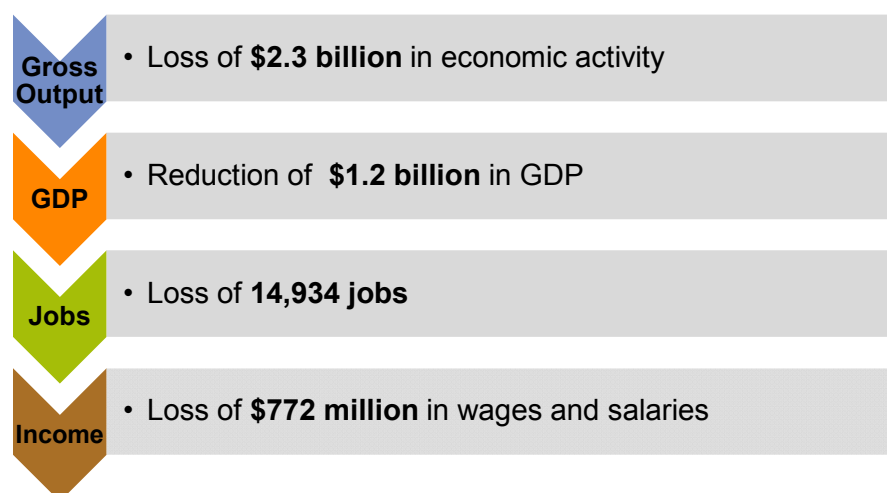 Gross
Output
• Loss of $2.3 billion in economic activity
GDP
• Reduction of $1.2 billion in GDP
Jobs
• Loss of 14,934 jobs
Income
• Loss of $772 million in wages and salaries